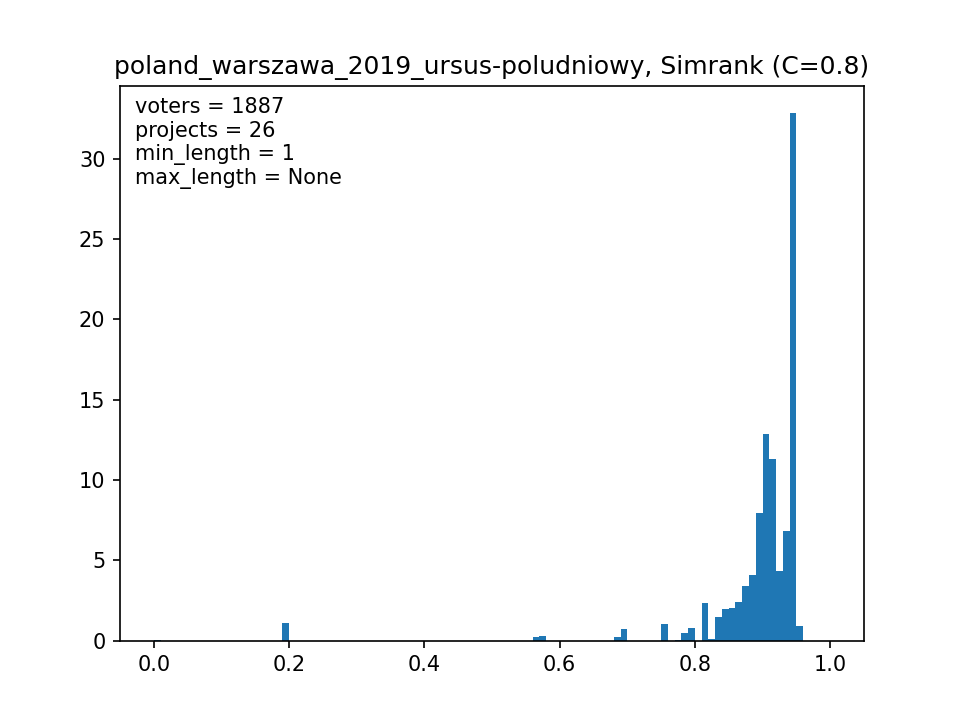 poland_warszawa_2019_ursus-poludniowy, Simrank (C=0.8)
voters = 1887
projects = 26
min_length = 1
max_length = None
30
25
20
15
10
5
0
0.0 0.2 0.4 0.6 0.8 1.0